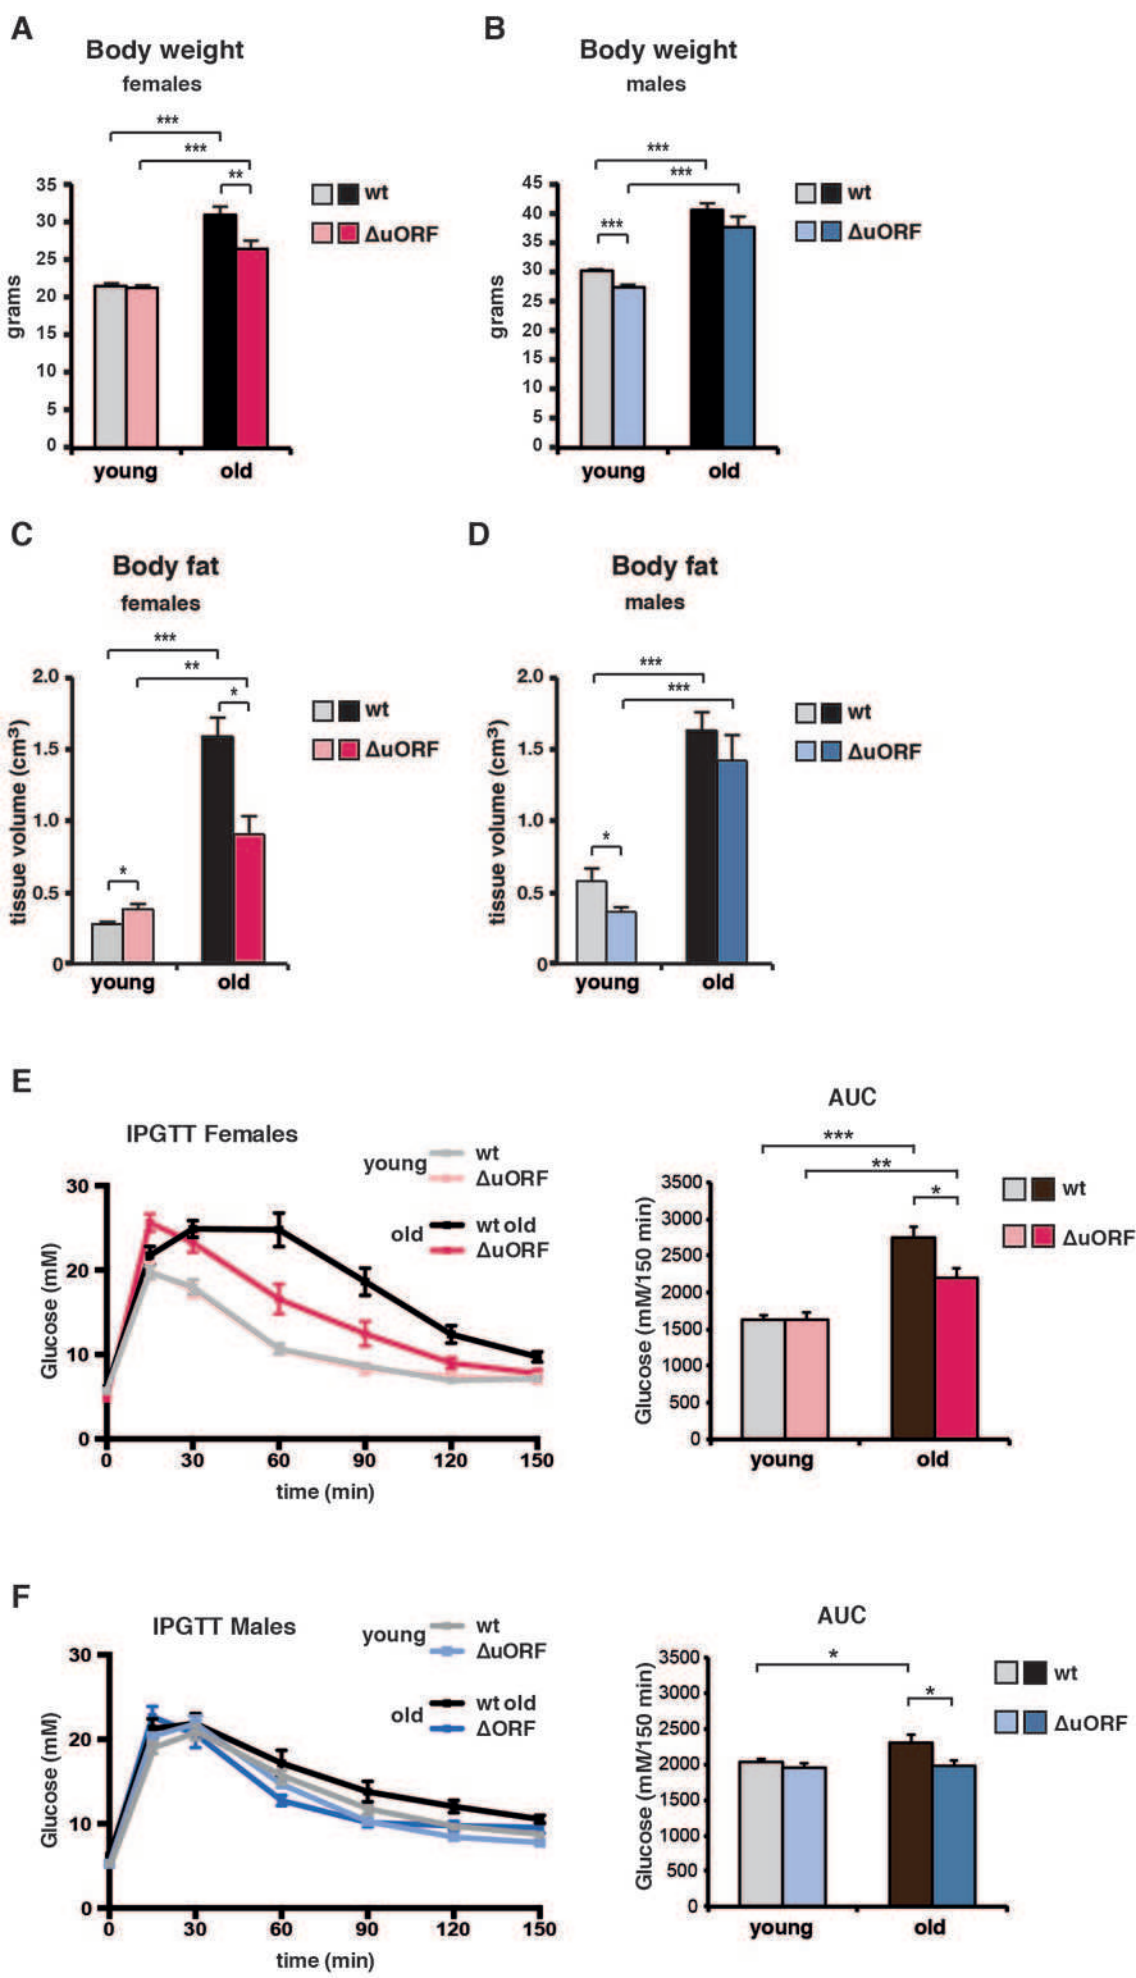 A
Body weight
females
***
***
**
35
30
25
20
15
10
5
0
grams
young
old
wt
ΔuORF
B
Body weight
males
***
***
***
45
40
35
30
25
20
15
10
5
0
grams
young
old
wt
ΔuORF
C
Body fat
females
***
**
*
*
2.0
1.5
1.0
0.5
0
tissue volume (cm³)
young
old
wt
ΔuORF
D
Body fat
males
***
***
*
2.0
1.5
1.0
0.5
0
tissue volume (cm³)
young
old
wt
ΔuORF
E
IPGTT Females
young
wt
ΔuORF
old
wt old
ΔuORF
30
20
10
0
Glucose (mM)
0 30 60 90 120 150
time (min)
AUC
***
**
*
3500
3000
2500
2000
1500
1000
500
0
Glucose (mM/150 min)
young
old
wt
ΔuORF
F
IPGTT Males
young
wt
ΔuORF
old
wt old
ΔORF
30
20
10
0
Glucose (mM)
0 30 60 90 120 150
time (min)
AUC
*
*
3500
3000
2500
2000
1500
1000
500
0
Glucose (mM/150 min)
young
old
wt
ΔuORF